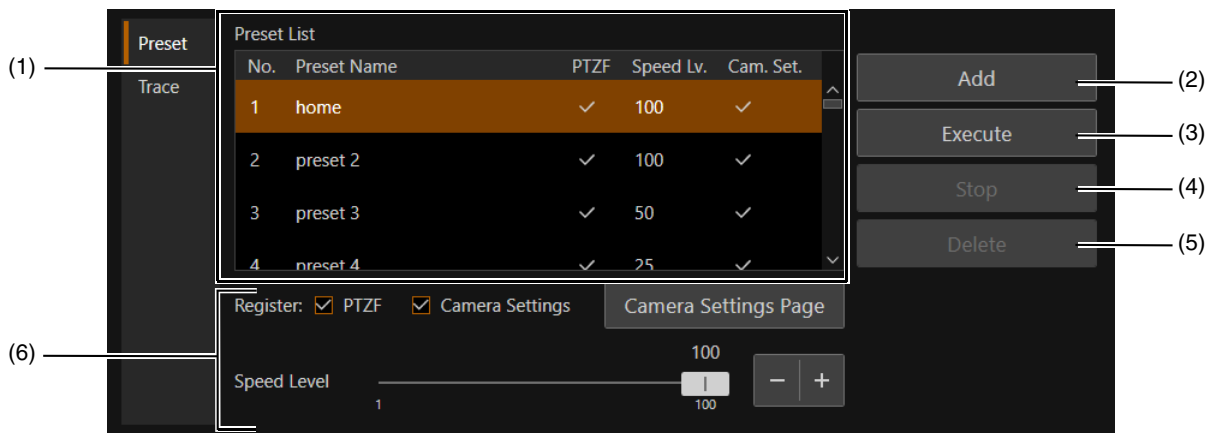 Preset
Trace
Preset List
No. Preset Name PTZF Speed Lv. Cam. Set.
1 home ✓ 100 ✓
2 preset 2 ✓ 100 ✓
3 preset 3 ✓ 50 ✓
4 preset 4 ✓ 25 ✓
Register: PTZF Camera Settings Camera Settings Page
100
Speed Level − +
1 100
Add
Execute
Stop
Delete
(1)
(2)
(3)
(4)
(5)
(6)